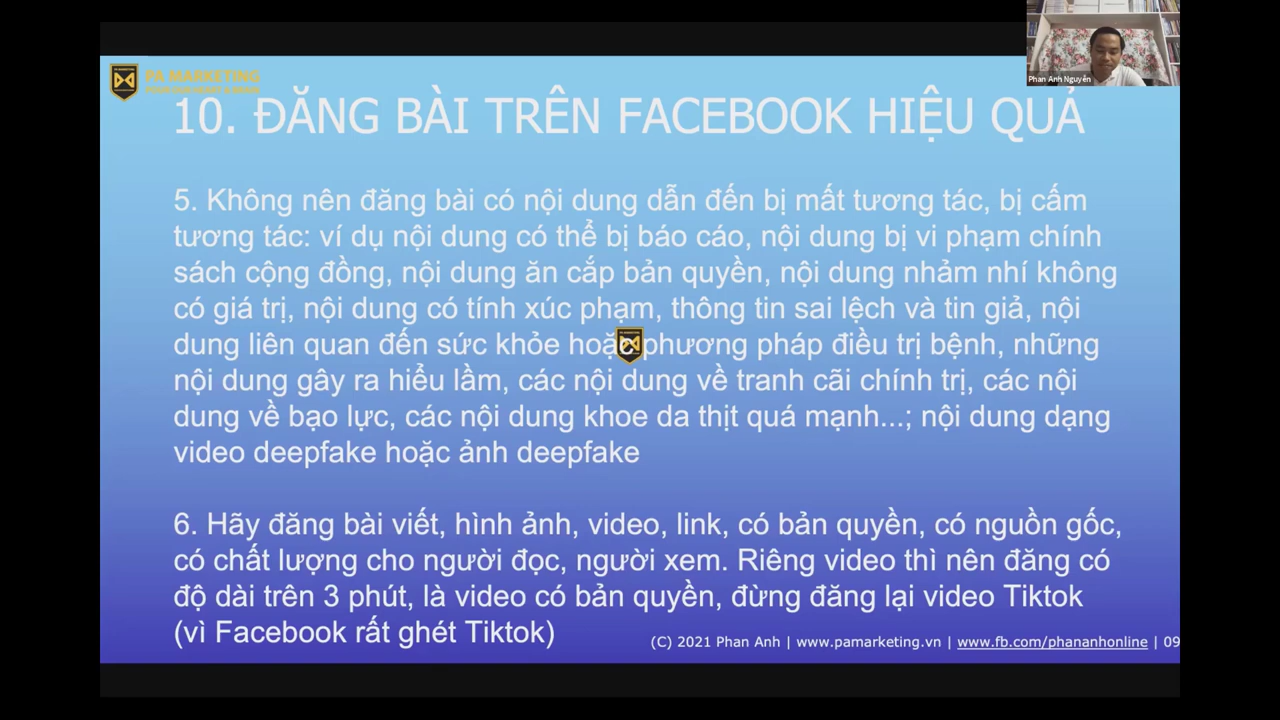 PA MARKETING
Phan Anh Nguyễn
10. ĐĂNG BÀI TRÊN FACEBOOK HIỆU QUẢ
5. Không nên đăng bài có nội dung dẫn đến bị mất tương tác, bị cấm
tương tác: ví dụ nội dung có thể bị báo cáo, nội dung bị vi phạm chính
sách cộng đồng, nội dung ăn cắp bản quyền, nội dung nhảm nhí không
có giá trị, nội dung có tính xúc phạm, thông tin sai lệch và tin giả, nội
dung liên quan đến sức khỏe hoặc phương pháp điều trị bệnh, những
nội dung gây ra hiểu lầm, các nội dung về tranh cãi chính trị, các nội
dung về bạo lực, các nội dung khoe da thịt quá mạnh...; nội dung dạng
video deepfake hoặc ảnh deepfake
6. Hãy đăng bài viết, hình ảnh, video, link, có bản quyền, có nguồn gốc,
có chất lượng cho người đọc, người xem. Riêng video thì nên đăng có
độ dài trên 3 phút, là video có bản quyền, đừng đăng lại video Tiktok
(vì Facebook rất ghét Tiktok)
(C) 2021 Phan Anh | www.pamarketing.vn | www.fb.com/phananhonline | 09